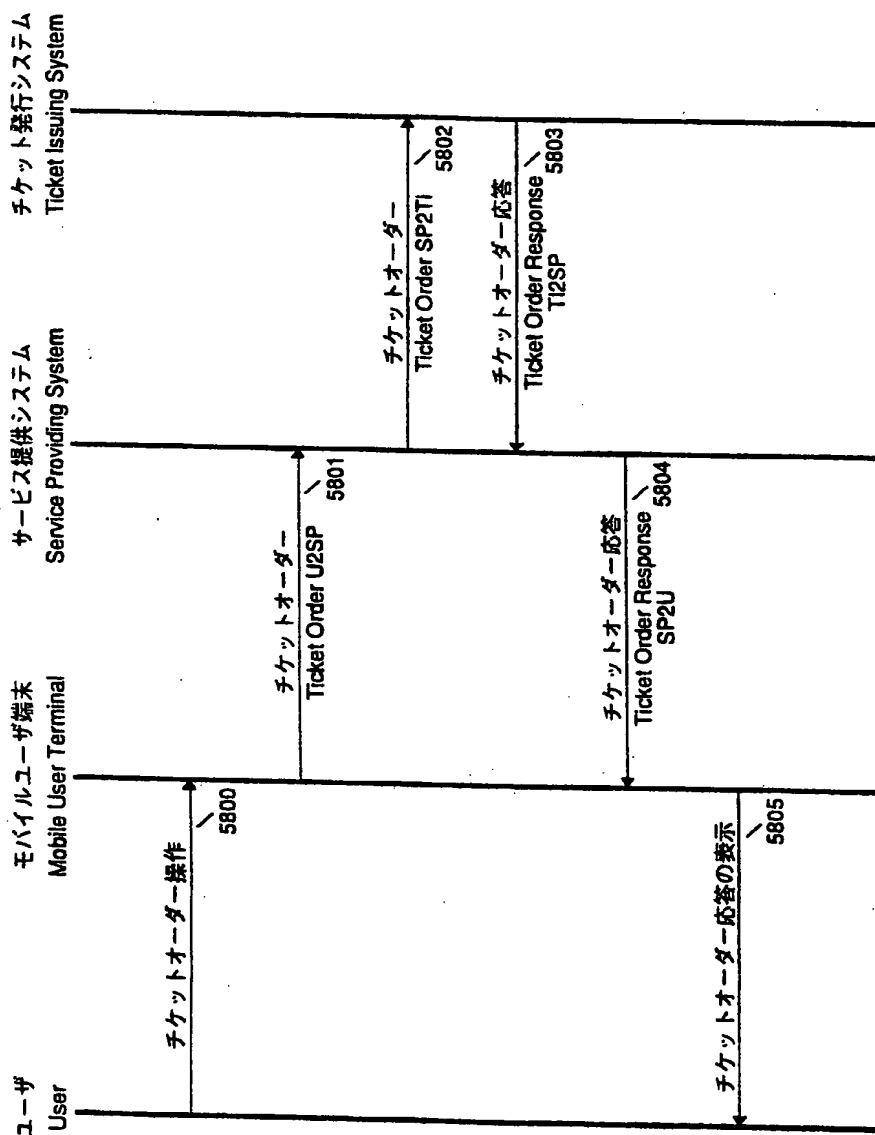 ユーザ
User
モバイルユーザ端末
Mobile User Terminal
サービス提供システム
Service Providing System
チケット発行システム
Ticket Issuing System
チケットオーダー操作
5800
チケットオーダー
Ticket Order U2SP
5801
チケットオーダー
Ticket Order SP2TI
5802
チケットオーダー応答
Ticket Order Response
TI2SP
5803
チケットオーダー応答
Ticket Order Response
SP2U
5804
チケットオーダー応答の表示
5805